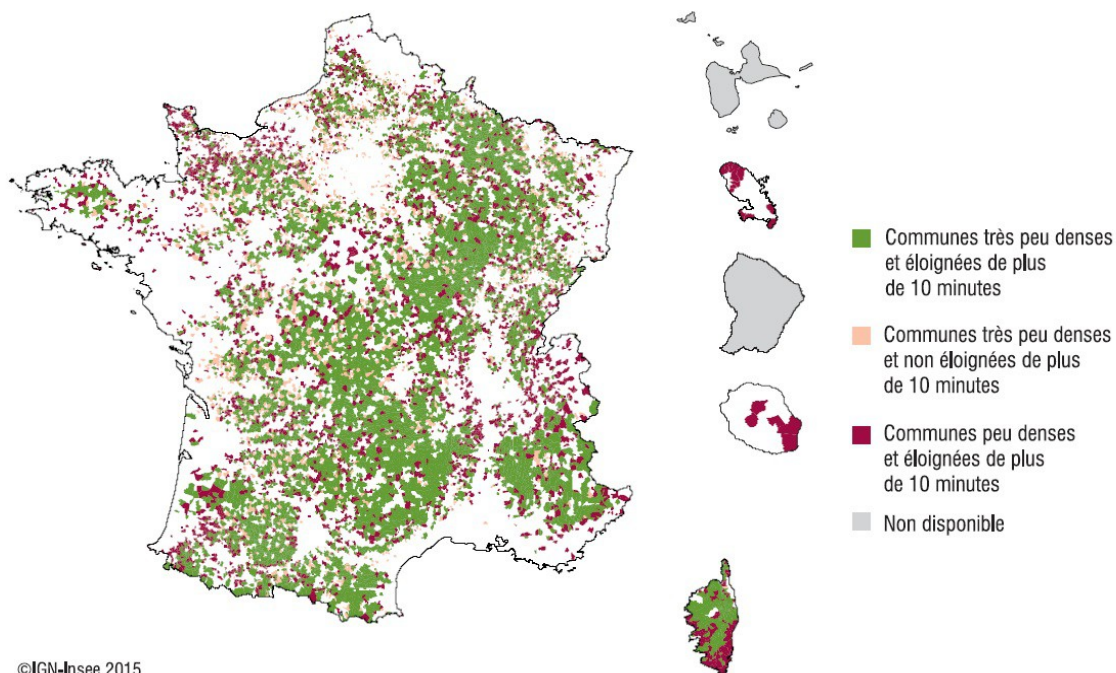 Communes très peu denses
et éloignées de plus
de 10 minutes
Communes très peu denses
et non éloignées de plus
de 10 minutes
Communes peu denses
et éloignées de plus
de 10 minutes
Non disponible
©IGN-Insee 2015